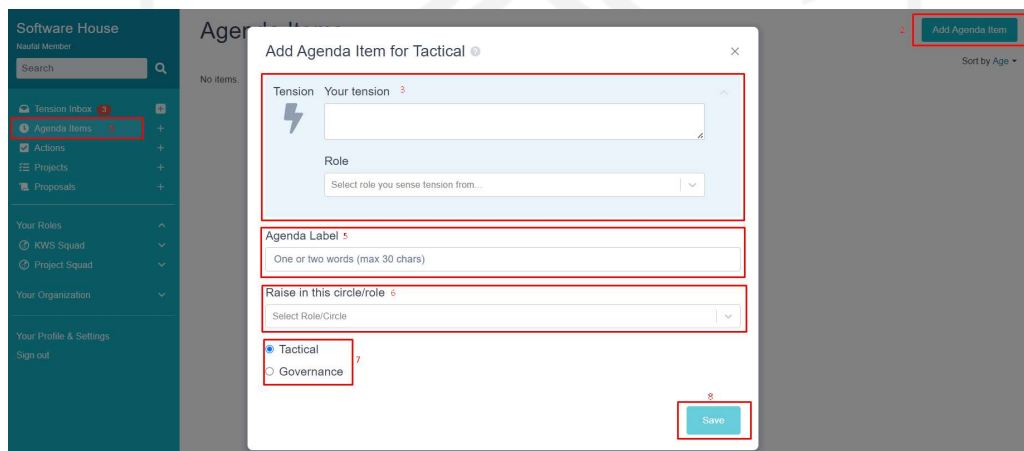 Software House
Naufal Member
Search
Tension Inbox 3
Agenda Items 1
Actions
Projects
Proposals
Your Roles
KWS Squad
Project Squad
Your Organization
Your Profile & Settings
Sign out
No items.
2 Add Agenda Item
Sort by Age
Add Agenda Item for Tactical
Tension Your tension 3
Role
Select role you sense tension from...
Agenda Label 5
One or two words (max 30 chars)
Raise in this circle/role 6
Select Role/Circle
Tactical
7
Governance
8
Save